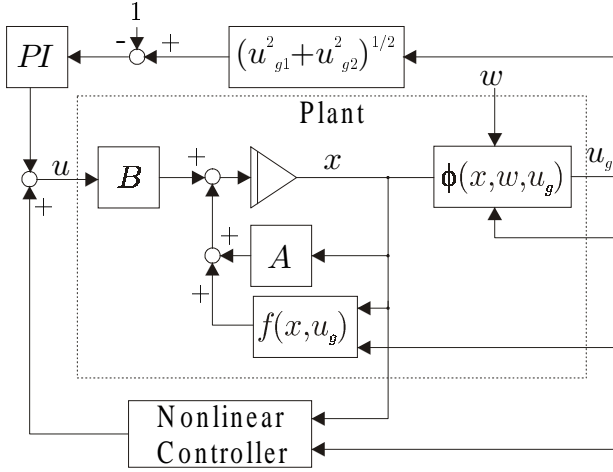 1
-
+
PI
(u²g1+u²g2)^1/2
Plant
w
u
B
+
+
x
ϕ(x,w,ug)
ug
+
+
A
+
f(x,ug)
Nonlinear
Controller